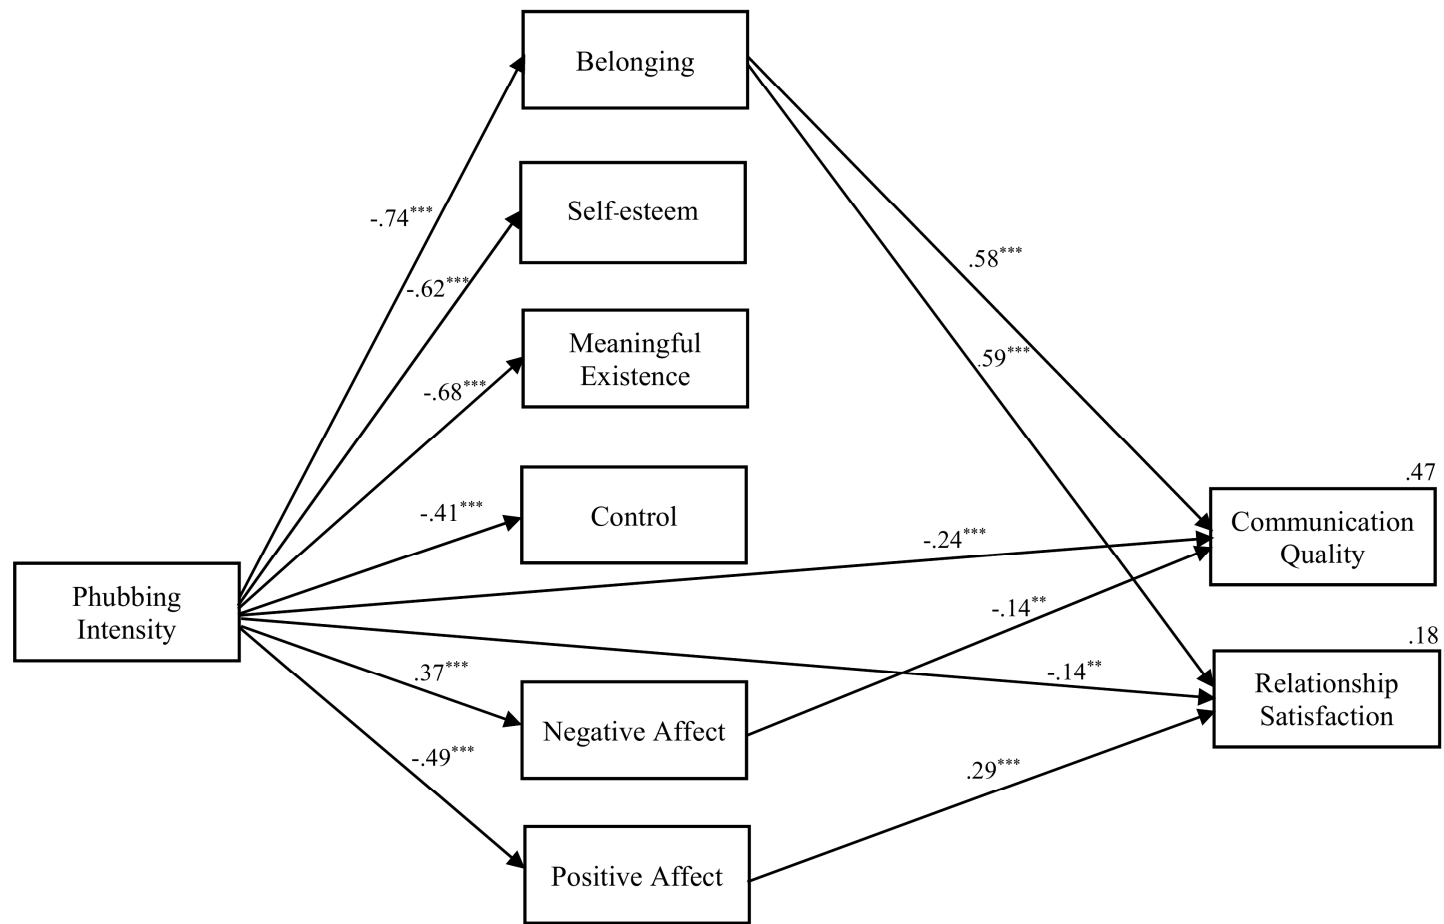 Belonging
Self-esteem
-.74***
.58***
-.62***
Meaningful
Existence
.59***
-.68***
.47
Control
-.41***
Communication
Quality
-.24***
Phubbing
Intensity
-.14**
.18
.37***
-.14**
Relationship
Satisfaction
Negative Affect
-.49***
.29***
Positive Affect